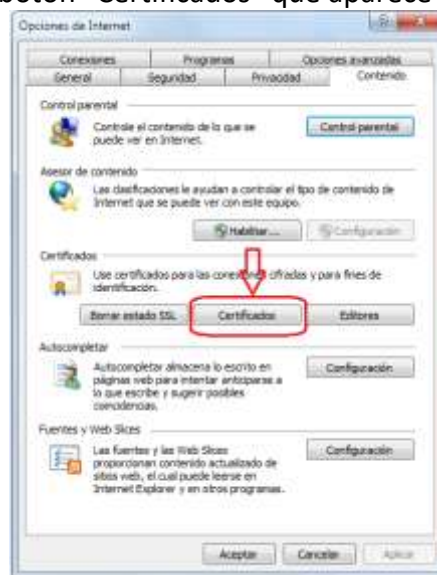 botón "Certificados" que aparece
Opciones de Internet
Conexiones Programas Opciones avanzadas
General Seguridad Privacidad Contenido
Control parental
Controle el contenido de lo que se
puede ver en Internet.
Control parental
Asesor de contenido
Las clasificaciones le ayudan a controlar el tipo de contenido de
Internet que se puede ver con este equipo.
Habilitar... Configuración
Certificados
Use certificados para las conexiones cifradas y para fines de
identificación.
Borrar estado SSL Certificados Editores
Autocompletar
Autocompletar almacena lo escrito en
páginas web para intentar anticiparse a
lo que escribe y sugerir posibles
coincidencias.
Configuración
Fuentes y Web Slices
Las fuentes y las Web Slices
proporcionan contenido actualizado de
sitios web, el cual puede leerse en
Internet Explorer y en otros programas.
Configuración
Aceptar Cancelar Aplicar